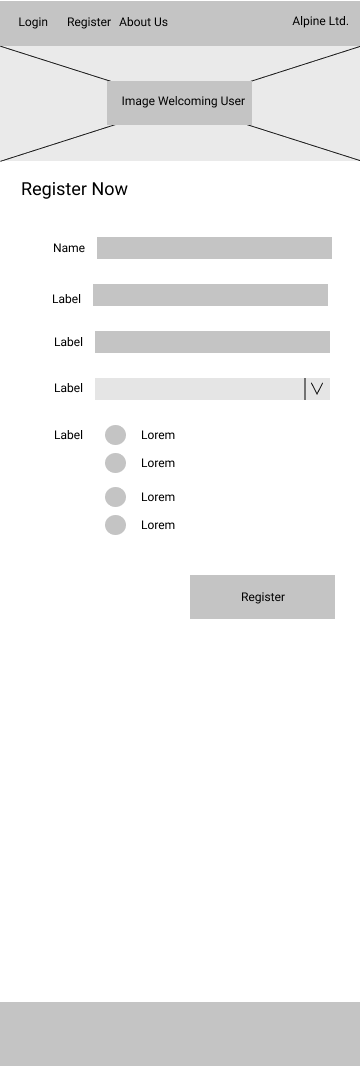 Login Register About Us Alpine Ltd.
Image Welcoming User
Register Now
Name
Label
Label
Label
Label Lorem
Lorem
Lorem
Lorem
Register